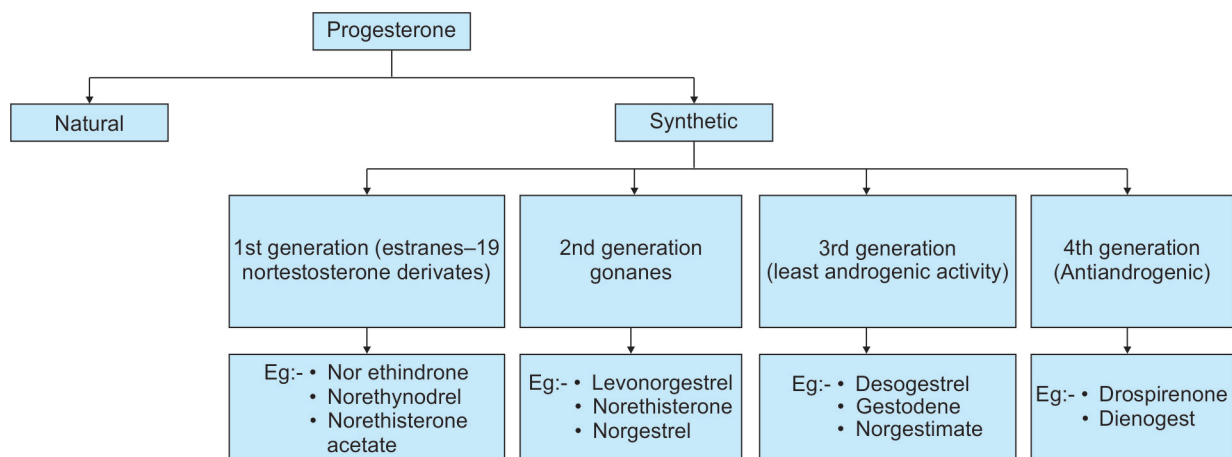 Progesterone
Natural
Synthetic
1st generation (estranes–19
nortestosterone derivates)
2nd generation
gonanes
3rd generation
(least androgenic activity)
4th generation
(Antiandrogenic)
Eg:- • Nor ethindrone
• Norethynodrel
• Norethisterone
acetate
Eg:- • Levonorgestrel
• Norethisterone
• Norgestrel
Eg:- • Desogestrel
• Gestodene
• Norgestimate
Eg:- • Drospirenone
• Dienogest